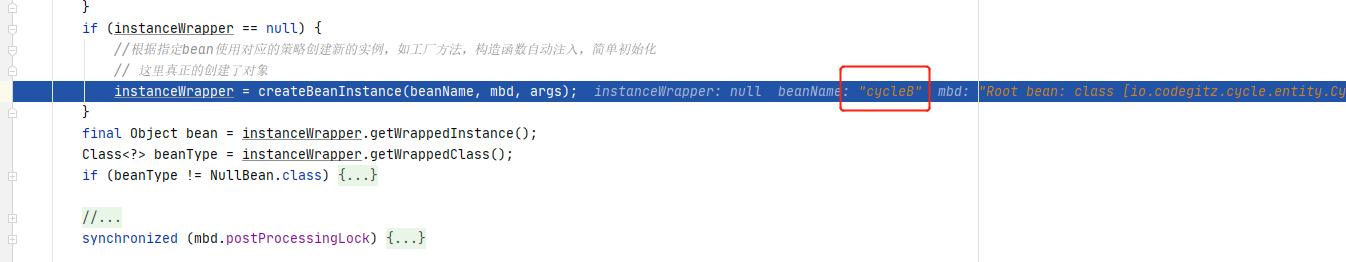 }
if (instanceWrapper == null) {
//根据指定bean使用对应的策略创建新的实例，如工厂方法，构造函数自动注入，简单初始化
// 这里真正的创建了对象
instanceWrapper = createBeanInstance(beanName, mbd, args); instanceWrapper: null beanName: "cycleB" mbd: "Root bean: class [io.codegitz.cycle.entity.Cy
}
final Object bean = instanceWrapper.getWrappedInstance();
Class<?> beanType = instanceWrapper.getWrappedClass();
if (beanType != NullBean.class) {...}
//...
synchronized (mbd.postProcessingLock) {...}